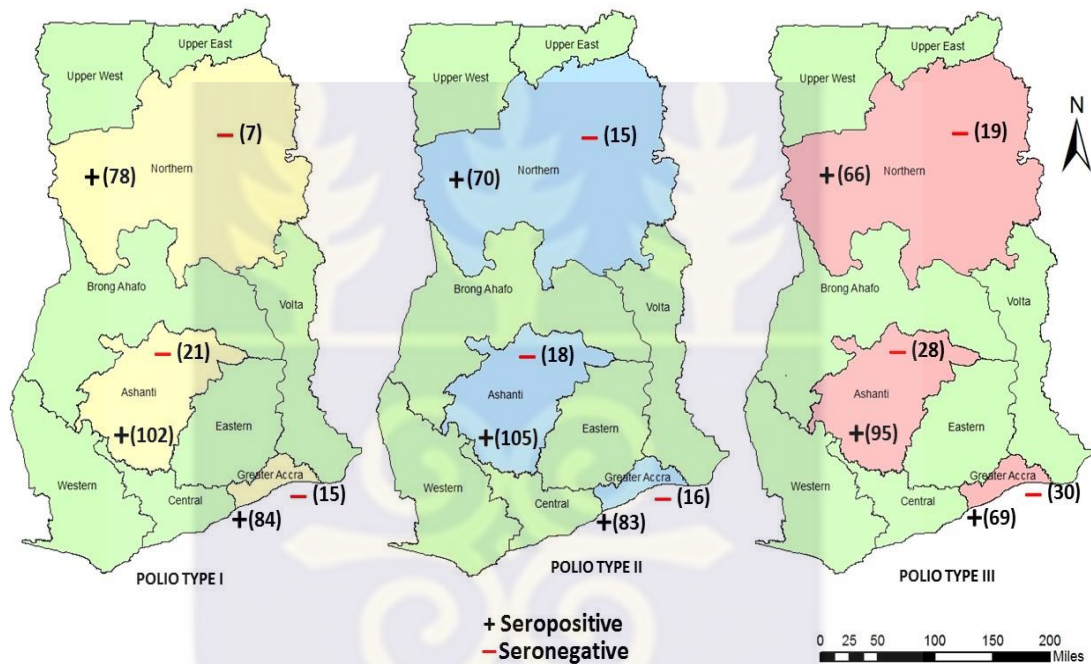 Upper East
Upper West
− (7)
Northern
+ (78)
Brong Ahafo
Volta
− (21)
Ashanti
+ (102)
Eastern
Western
Central
Greater Accra
− (15)
+ (84)
POLIO TYPE I
Upper East
Upper West
− (15)
Northern
+ (70)
Brong Ahafo
Volta
− (18)
Ashanti
+ (105)
Eastern
Western
Central
Greater Accra
− (16)
+ (83)
POLIO TYPE II
Upper East
Upper West
− (19)
Northern
+ (66)
Brong Ahafo
Volta
− (28)
Ashanti
+ (95)
Eastern
Western
Central
Greater Accra
− (30)
+ (69)
POLIO TYPE III
N
+ Seropositive
− Seronegative
0 25 50 100 150 200
Miles